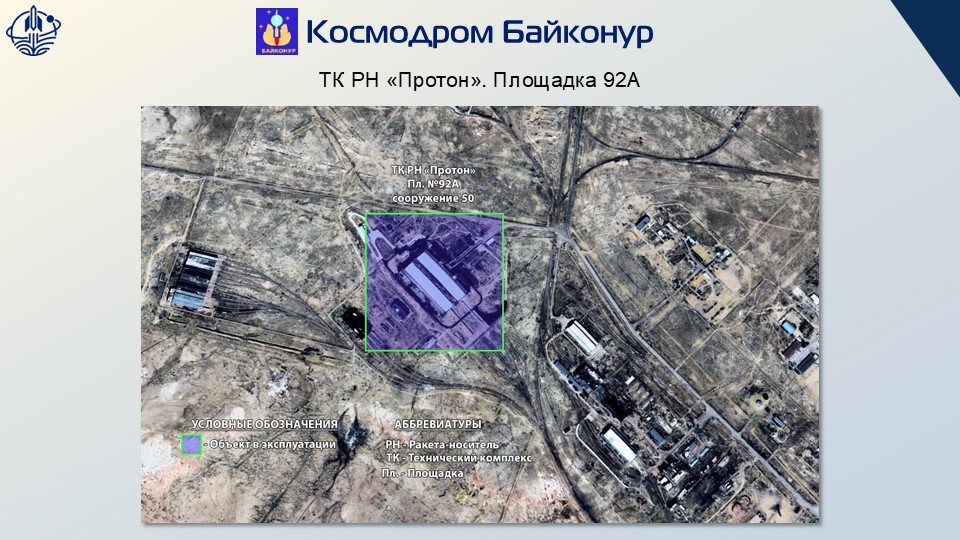 БАЙКОНУР
Космодром Байконур
ТК РН «Протон». Площадка 92А
ТК РН «Протон»
Пл. №92А
сооружение 50
УСЛОВНЫЕ ОБОЗНАЧЕНИЯ
- Объект в эксплуатации
АББРЕВИАТУРЫ
РН - Ракета-носитель
ТК - Технический комплекс
Пл. - Площадка